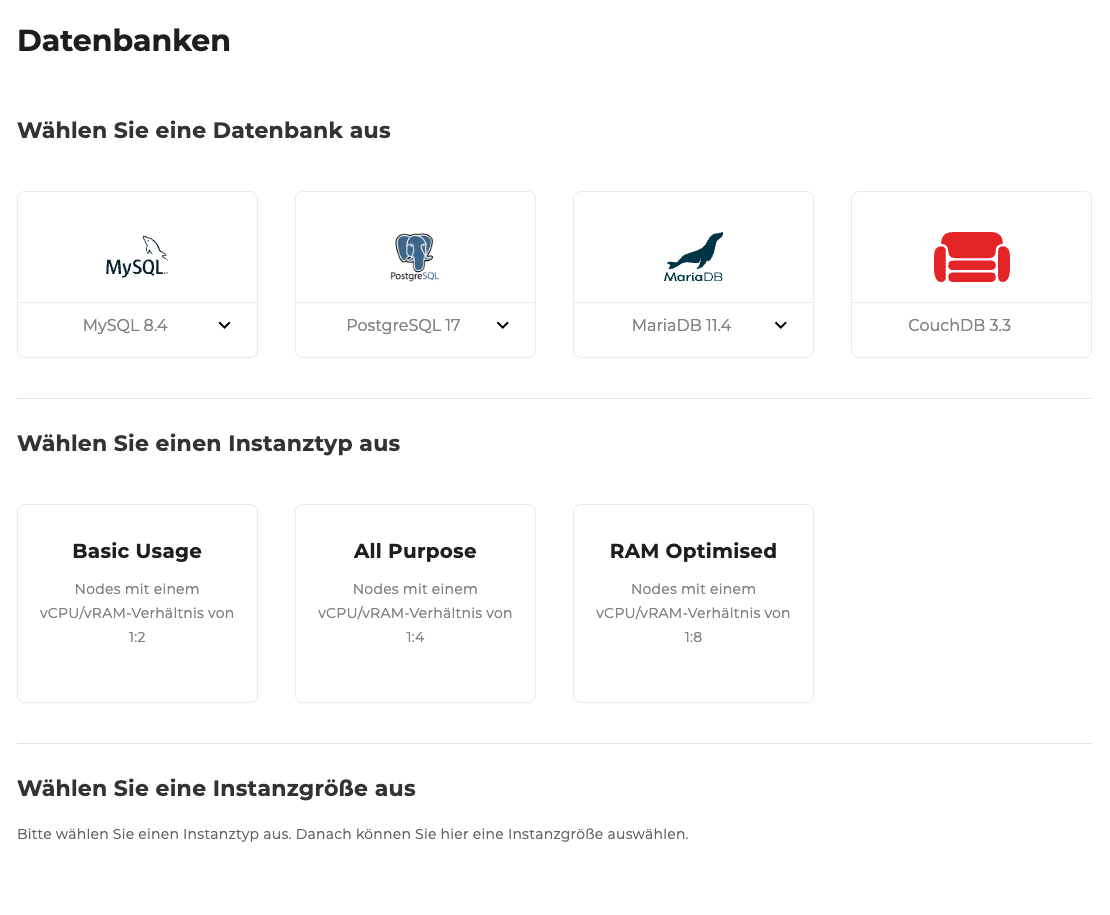 Datenbanken
Wählen Sie eine Datenbank aus
MySQL
PostgreSQL
MariaDB
MySQL 8.4
PostgreSQL 17
MariaDB 11.4
CouchDB 3.3
Wählen Sie einen Instanztyp aus
Basic Usage
Nodes mit einem
vCPU/vRAM-Verhältnis von
1:2
All Purpose
Nodes mit einem
vCPU/vRAM-Verhältnis von
1:4
RAM Optimised
Nodes mit einem
vCPU/vRAM-Verhältnis von
1:8
Wählen Sie eine Instanzgröße aus
Bitte wählen Sie einen Instanztyp aus. Danach können Sie hier eine Instanzgröße auswählen.